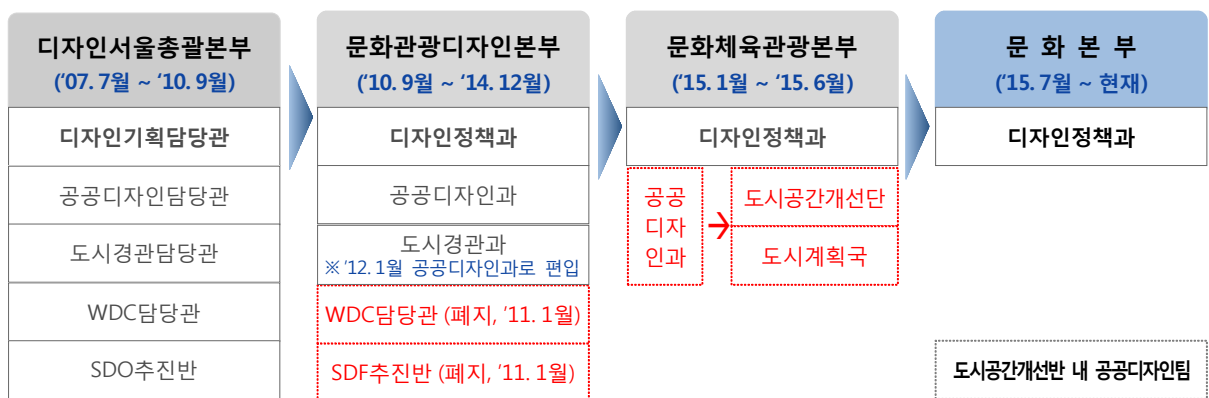 디자인서울총괄본부
(‘07. 7월 ~ ‘10. 9월)
디자인기획담당관
공공디자인담당관
도시경관담당관
WDC담당관
SDO추진반
문화관광디자인본부
(‘10. 9월 ~ ‘14. 12월)
디자인정책과
공공디자인과
도시경관과
※ ’12. 1월 공공디자인과로 편입
WDC담당관 (폐지, ’11. 1월)
SDF추진반 (폐지, ’11. 1월)
문화체육관광본부
(‘15. 1월 ~ ‘15. 6월)
디자인정책과
공공
디자
인과
→
도시공간개선단
도시계획국
문 화 본 부
(‘15. 7월 ~ 현재)
디자인정책과
도시공간개선반 내 공공디자인팀